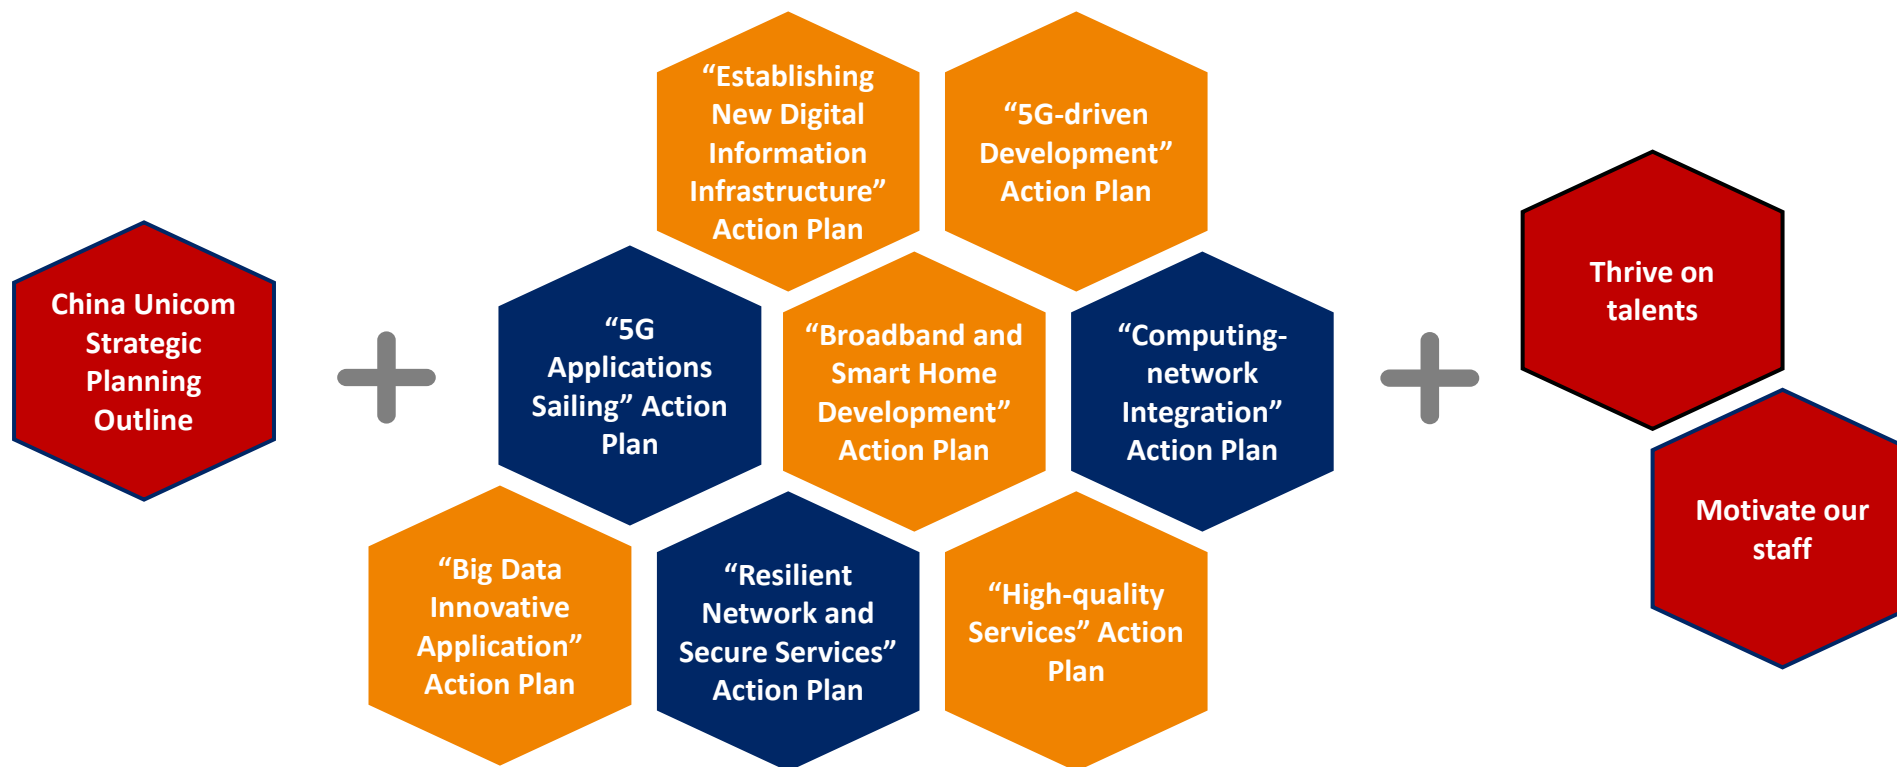 “Establishing
New Digital
Information
Infrastructure”
Action Plan
“5G-driven
Development”
Action Plan
China Unicom
Strategic
Planning
Outline
“5G
Applications
Sailing” Action
Plan
“Broadband and
Smart Home
Development”
Action Plan
“Computing-
network
Integration”
Action Plan
Thrive on
talents
“Big Data
Innovative
Application”
Action Plan
“Resilient
Network and
Secure Services”
Action Plan
“High-quality
Services” Action
Plan
Motivate our
staff